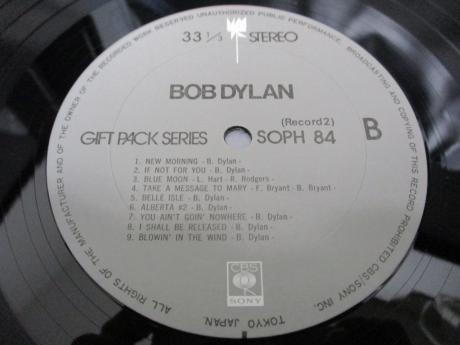 33 1/3 STEREO
BOB DYLAN
(Record2)
GIFT PACK SERIES SOPH 84 B
1. NEW MORNING - B. Dylan -
2. IF NOT FOR YOU - B. Dylan -
3. BLUE MOON - L. Hart - R. Rodgers -
4. TAKE A MESSAGE TO MARY - F. Bryant - B. Bryant -
5. BELLE ISLE - B. Dylan -
6. ALBERTA #2 - B. Dylan -
7. YOU AIN'T GOIN' NOWHERE - B. Dylan -
8. I SHALL BE RELEASED - B. Dylan -
9. BLOWIN' IN THE WIND - B. Dylan -
CBS
SONY
ALL RIGHTS OF THE MANUFACTURER AND OF THE OWNER OF THE RECORDED WORK RESERVED UNAUTHORIZED PUBLIC PERFORMANCE, BROADCASTING AND COPYING OF THIS RECORD PROHIBITED CBS/SONY INC. TOKYO JAPAN.